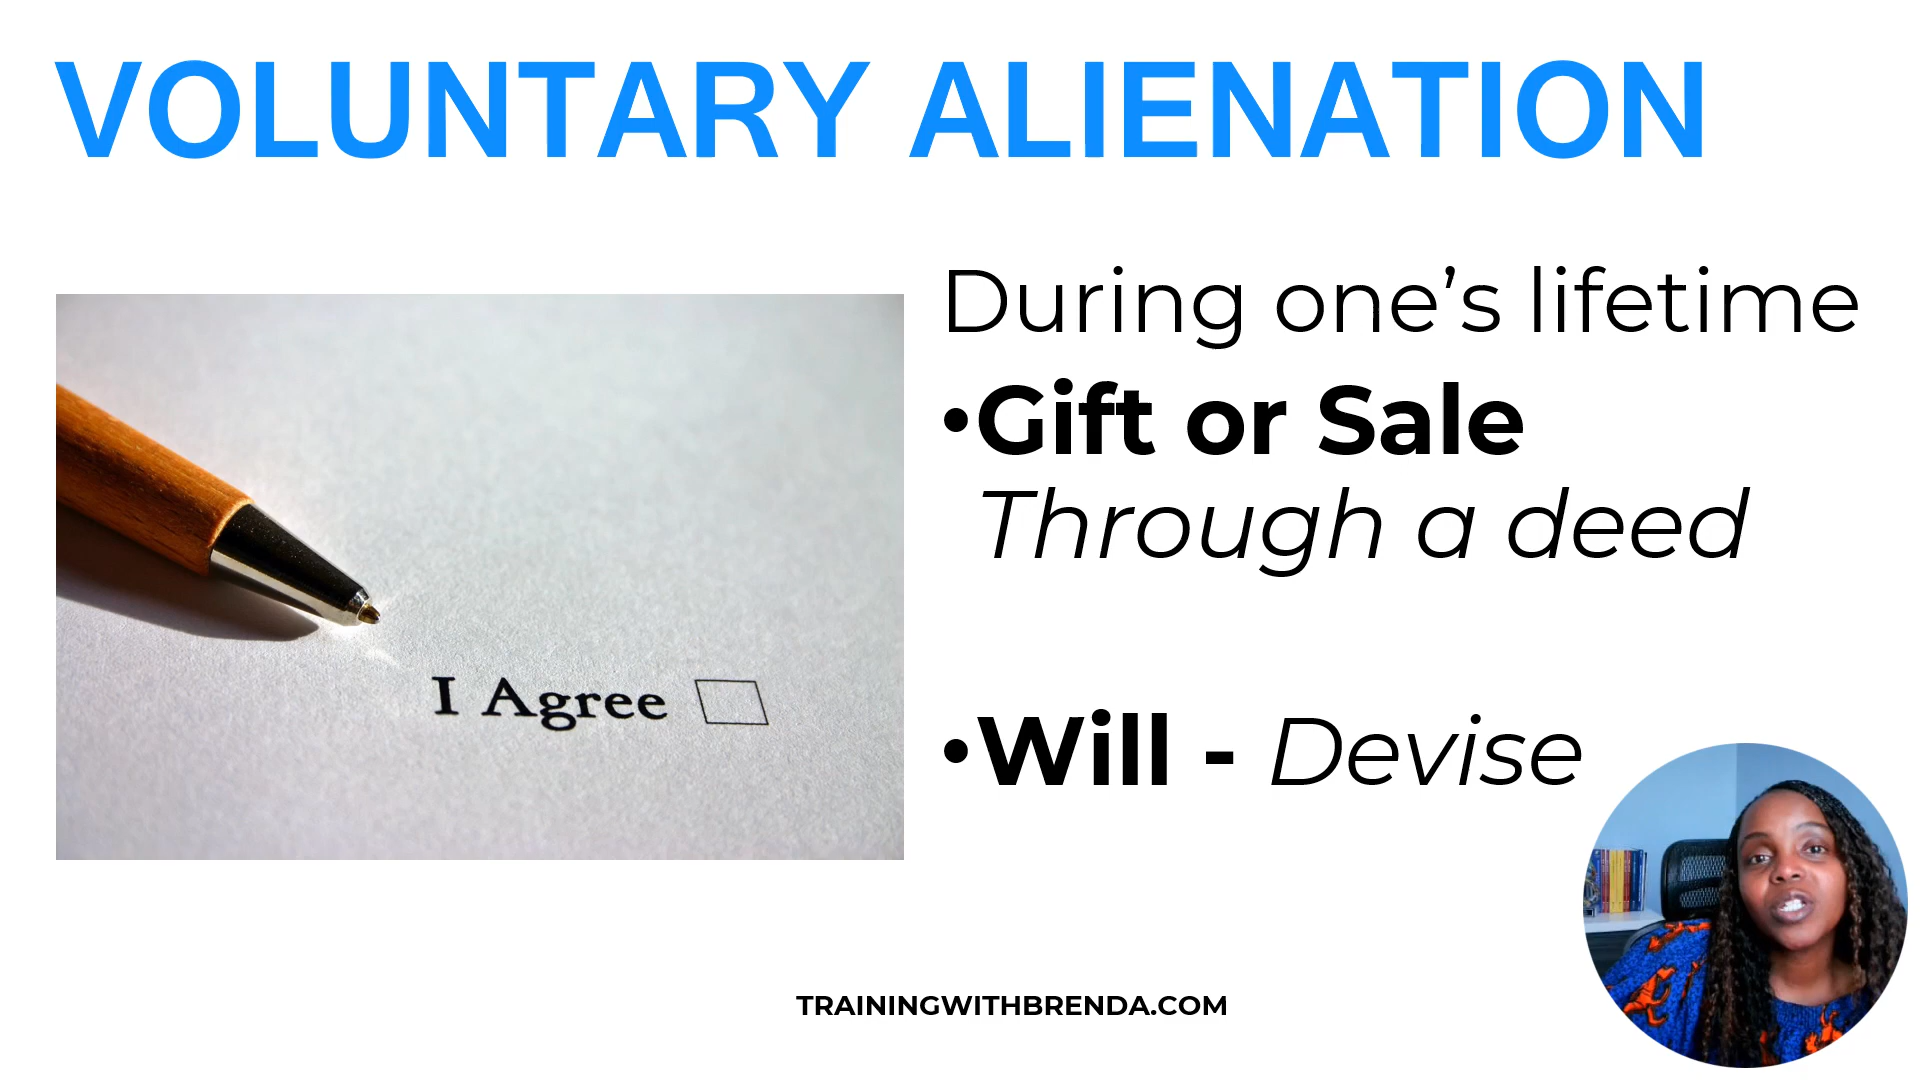 VOLUNTARY ALIENATION
During one’s lifetime
•Gift or Sale
Through a deed
I Agree
•Will - Devise
TRAININGWITHBRENDA.COM